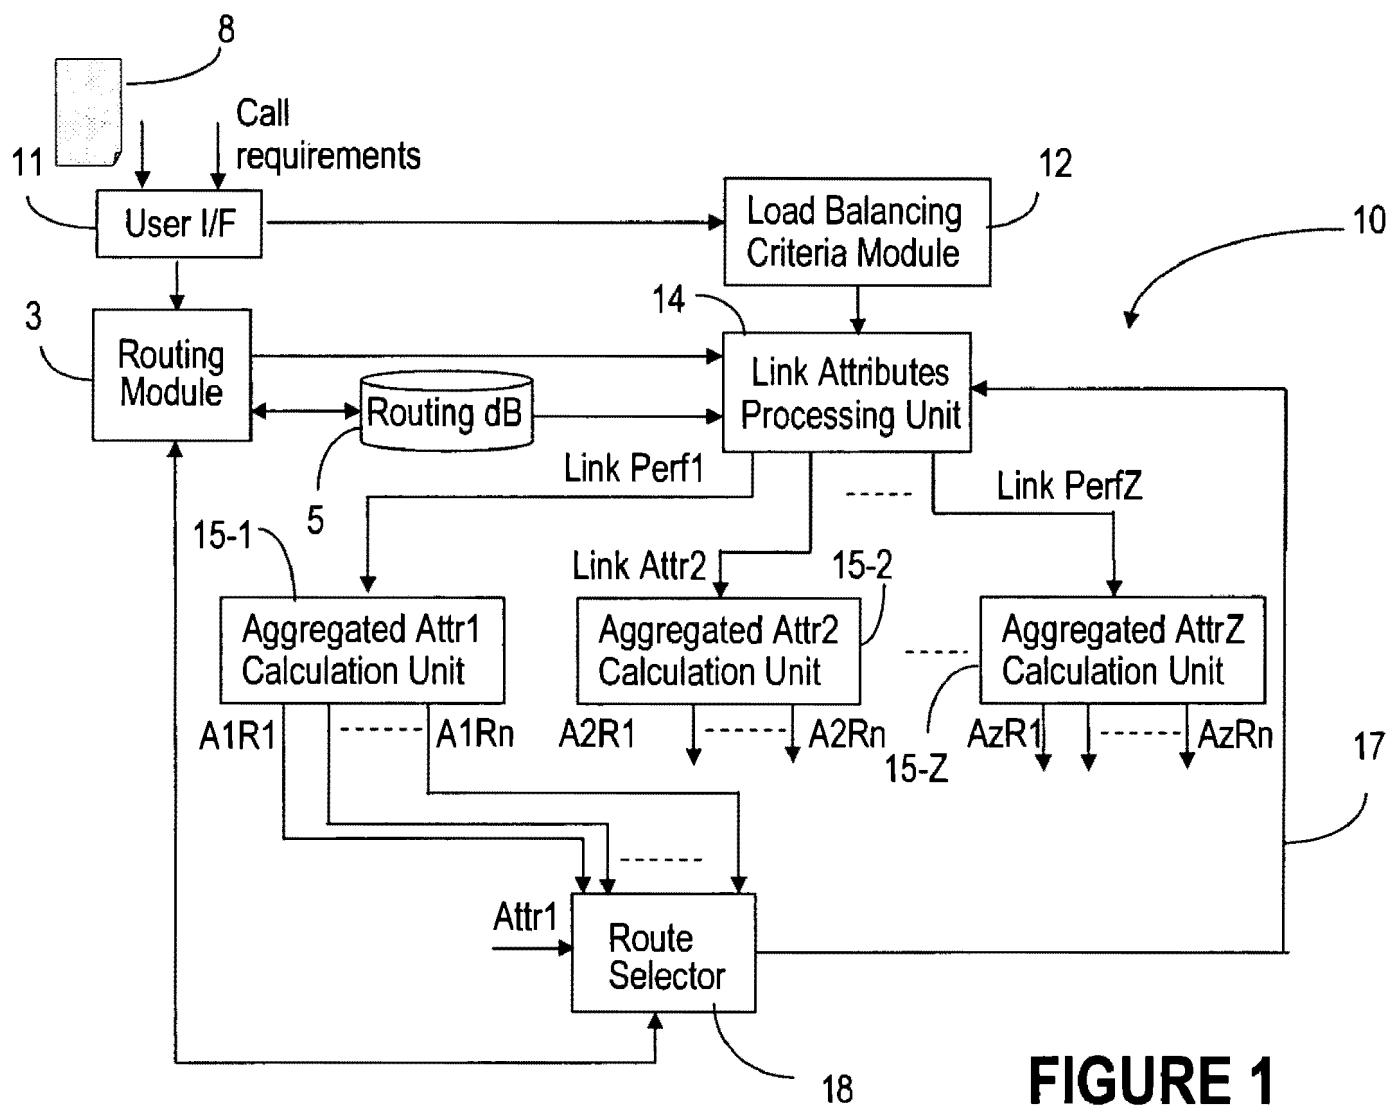 8
Call
requirements
11
User I/F
12
Load Balancing
Criteria Module
10
3
Routing
Module
14
Link Attributes
Processing Unit
Routing dB
5
Link Perf1
Link PerfZ
15-1
Link Attr2
15-2
Aggregated Attr1
Calculation Unit
Aggregated Attr2
Calculation Unit
Aggregated AttrZ
Calculation Unit
A1R1
A1Rn
A2R1
A2Rn
AzR1
AzRn
15-Z
17
Attr1
Route
Selector
18
FIGURE 1